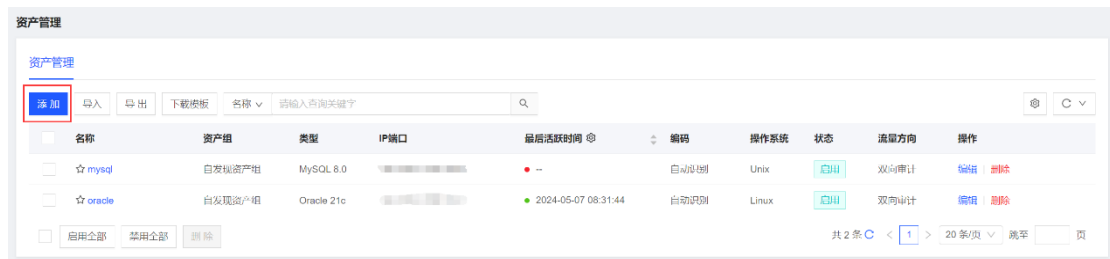 资产管理
资产管理
添加 导入 导出 下载模板 名称 请输入查询关键字
名称 资产组 类型 IP端口 最后活跃时间 编码 操作系统 状态 流量方向 操作
mysql 自发现资产组 MySQL 8.0 -- 自动识别 Unix 启用 双向审计 编辑 删除
oracle 自发现资产组 Oracle 21c 2024-05-07 08:31:44 自动识别 Linux 启用 双向审计 编辑 删除
启用全部 禁用全部 删除 共 2 条 < 1 > 20 条/页 跳至 页